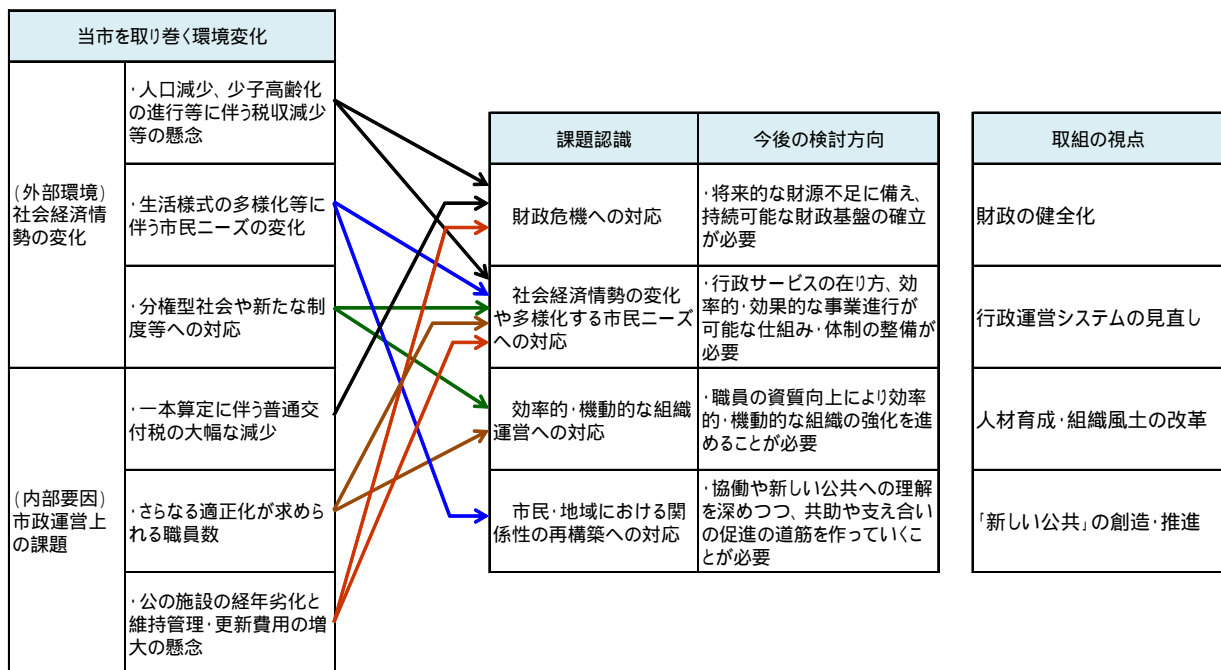 当市を取り巻く環境変化
(外部環境)
社会経済情
勢の変化
・人口減少、少子高齢化
の進行等に伴う税収減少
等の懸念
・生活様式の多様化等に
伴う市民ニーズの変化
・分権型社会や新たな制
度等への対応
(内部要因)
市政運営上
の課題
・一本算定に伴う普通交
付税の大幅な減少
・さらなる適正化が求めら
れる職員数
・公の施設の経年劣化と
維持管理・更新費用の増
大の懸念
課題認識
今後の検討方向
財政危機への対応
・将来的な財源不足に備え、
持続可能な財政基盤の確立
が必要
社会経済情勢の変化
や多様化する市民ニーズ
への対応
・行政サービスの在り方、効
率的・効果的な事業進行が
可能な仕組み・体制の整備が
必要
効率的・機動的な組織
運営への対応
・職員の資質向上により効率
的・機動的な組織の強化を進
めることが必要
市民・地域における関
係性の再構築への対応
・協働や新しい公共への理解
を深めつつ、共助や支え合い
の促進の道筋を作っていくこ
とが必要
取組の視点
財政の健全化
行政運営システムの見直し
人材育成・組織風土の改革
「新しい公共」の創造・推進